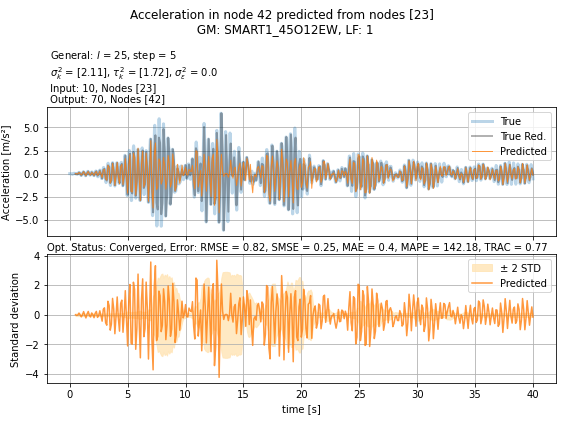 Acceleration in node 42 predicted from nodes [23]
GM: SMART1_45O12EW, LF: 1
General: l = 25, step = 5
σ²ₖ = [2.11], τ²ₖ = [1.72], σ²ε = 0.0
Input: 10, Nodes [23]
Output: 70, Nodes [42]
Acceleration [m/s²]
5.0
2.5
0.0
−2.5
−5.0
True
True Red.
Predicted
Opt. Status: Converged, Error: RMSE = 0.82, SMSE = 0.25, MAE = 0.4, MAPE = 142.18, TRAC = 0.77
Standard deviation
4
2
0
−2
−4
± 2 STD
Predicted
0 5 10 15 20 25 30 35 40
time [s]